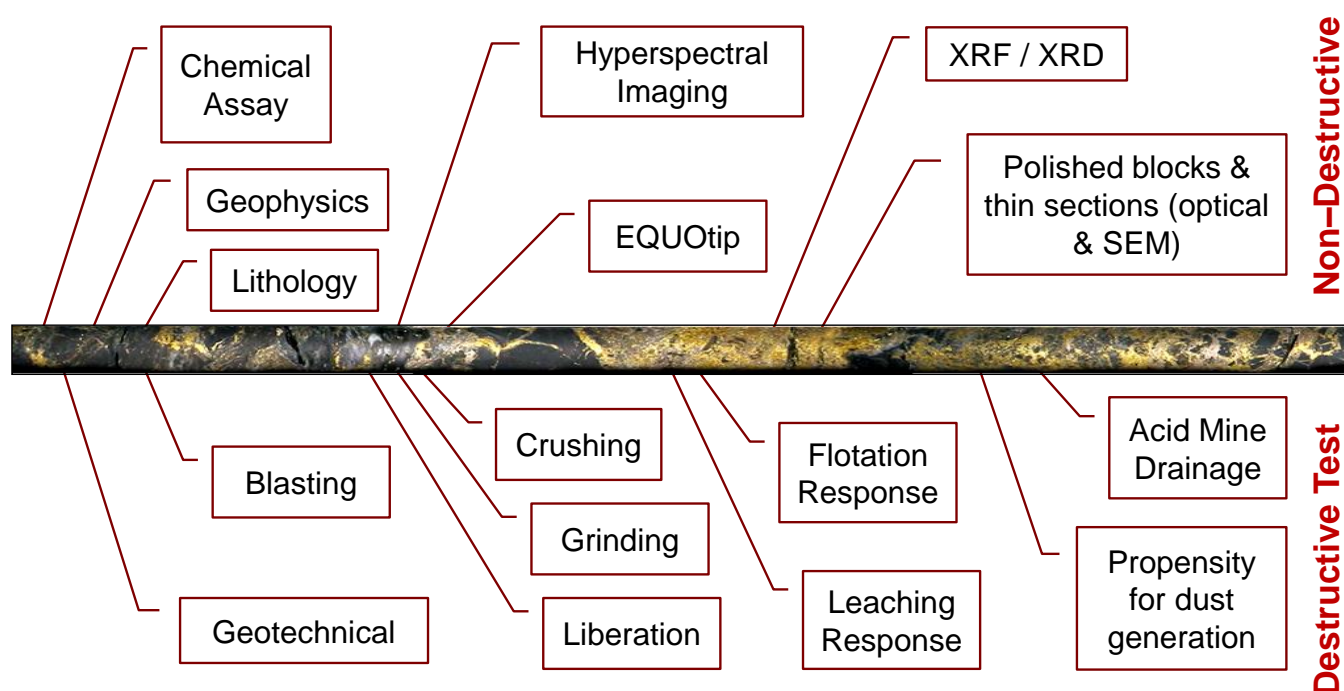 Chemical
Assay
Hyperspectral
Imaging
XRF / XRD
Geophysics
Polished blocks &
thin sections (optical
& SEM)
EQUOtip
Lithology
Non–Destructive
Crushing
Blasting
Flotation
Response
Acid Mine
Drainage
Grinding
Geotechnical
Liberation
Leaching
Response
Propensity
for dust
generation
Destructive Test